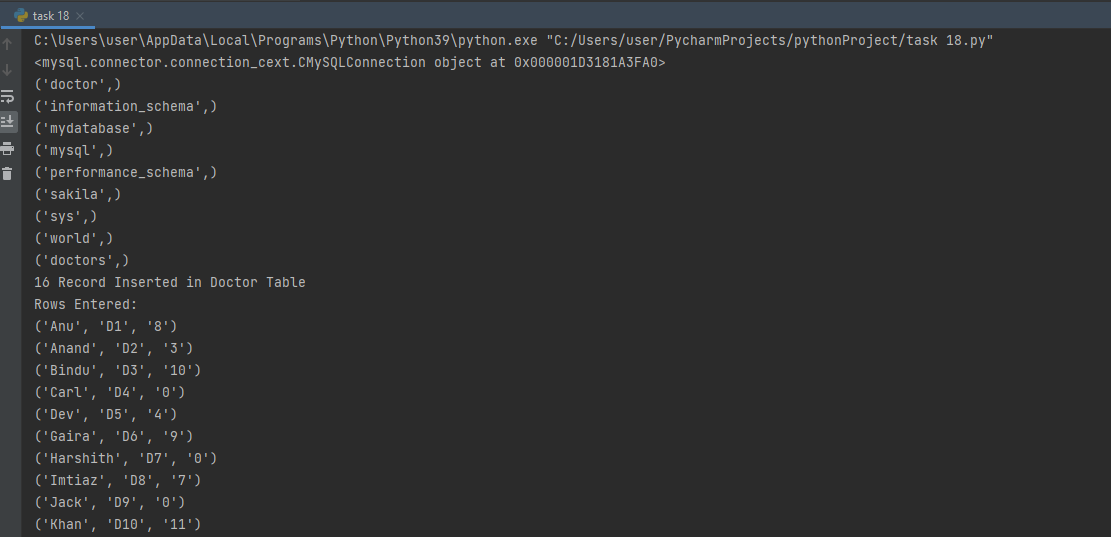 task 18
C:\Users\user\AppData\Local\Programs\Python\Python39\python.exe "C:/Users/user/PycharmProjects/pythonProject/task 18.py"
<mysql.connector.connection_cext.CMySQLConnection object at 0x000001D3181A3FA0>
('doctor',)
('information_schema',)
('mydatabase',)
('mysql',)
('performance_schema',)
('sakila',)
('sys',)
('world',)
('doctors',)
16 Record Inserted in Doctor Table
Rows Entered:
('Anu', 'D1', '8')
('Anand', 'D2', '3')
('Bindu', 'D3', '10')
('Carl', 'D4', '0')
('Dev', 'D5', '4')
('Gaira', 'D6', '9')
('Harshith', 'D7', '0')
('Imtiaz', 'D8', '7')
('Jack', 'D9', '0')
('Khan', 'D10', '11')